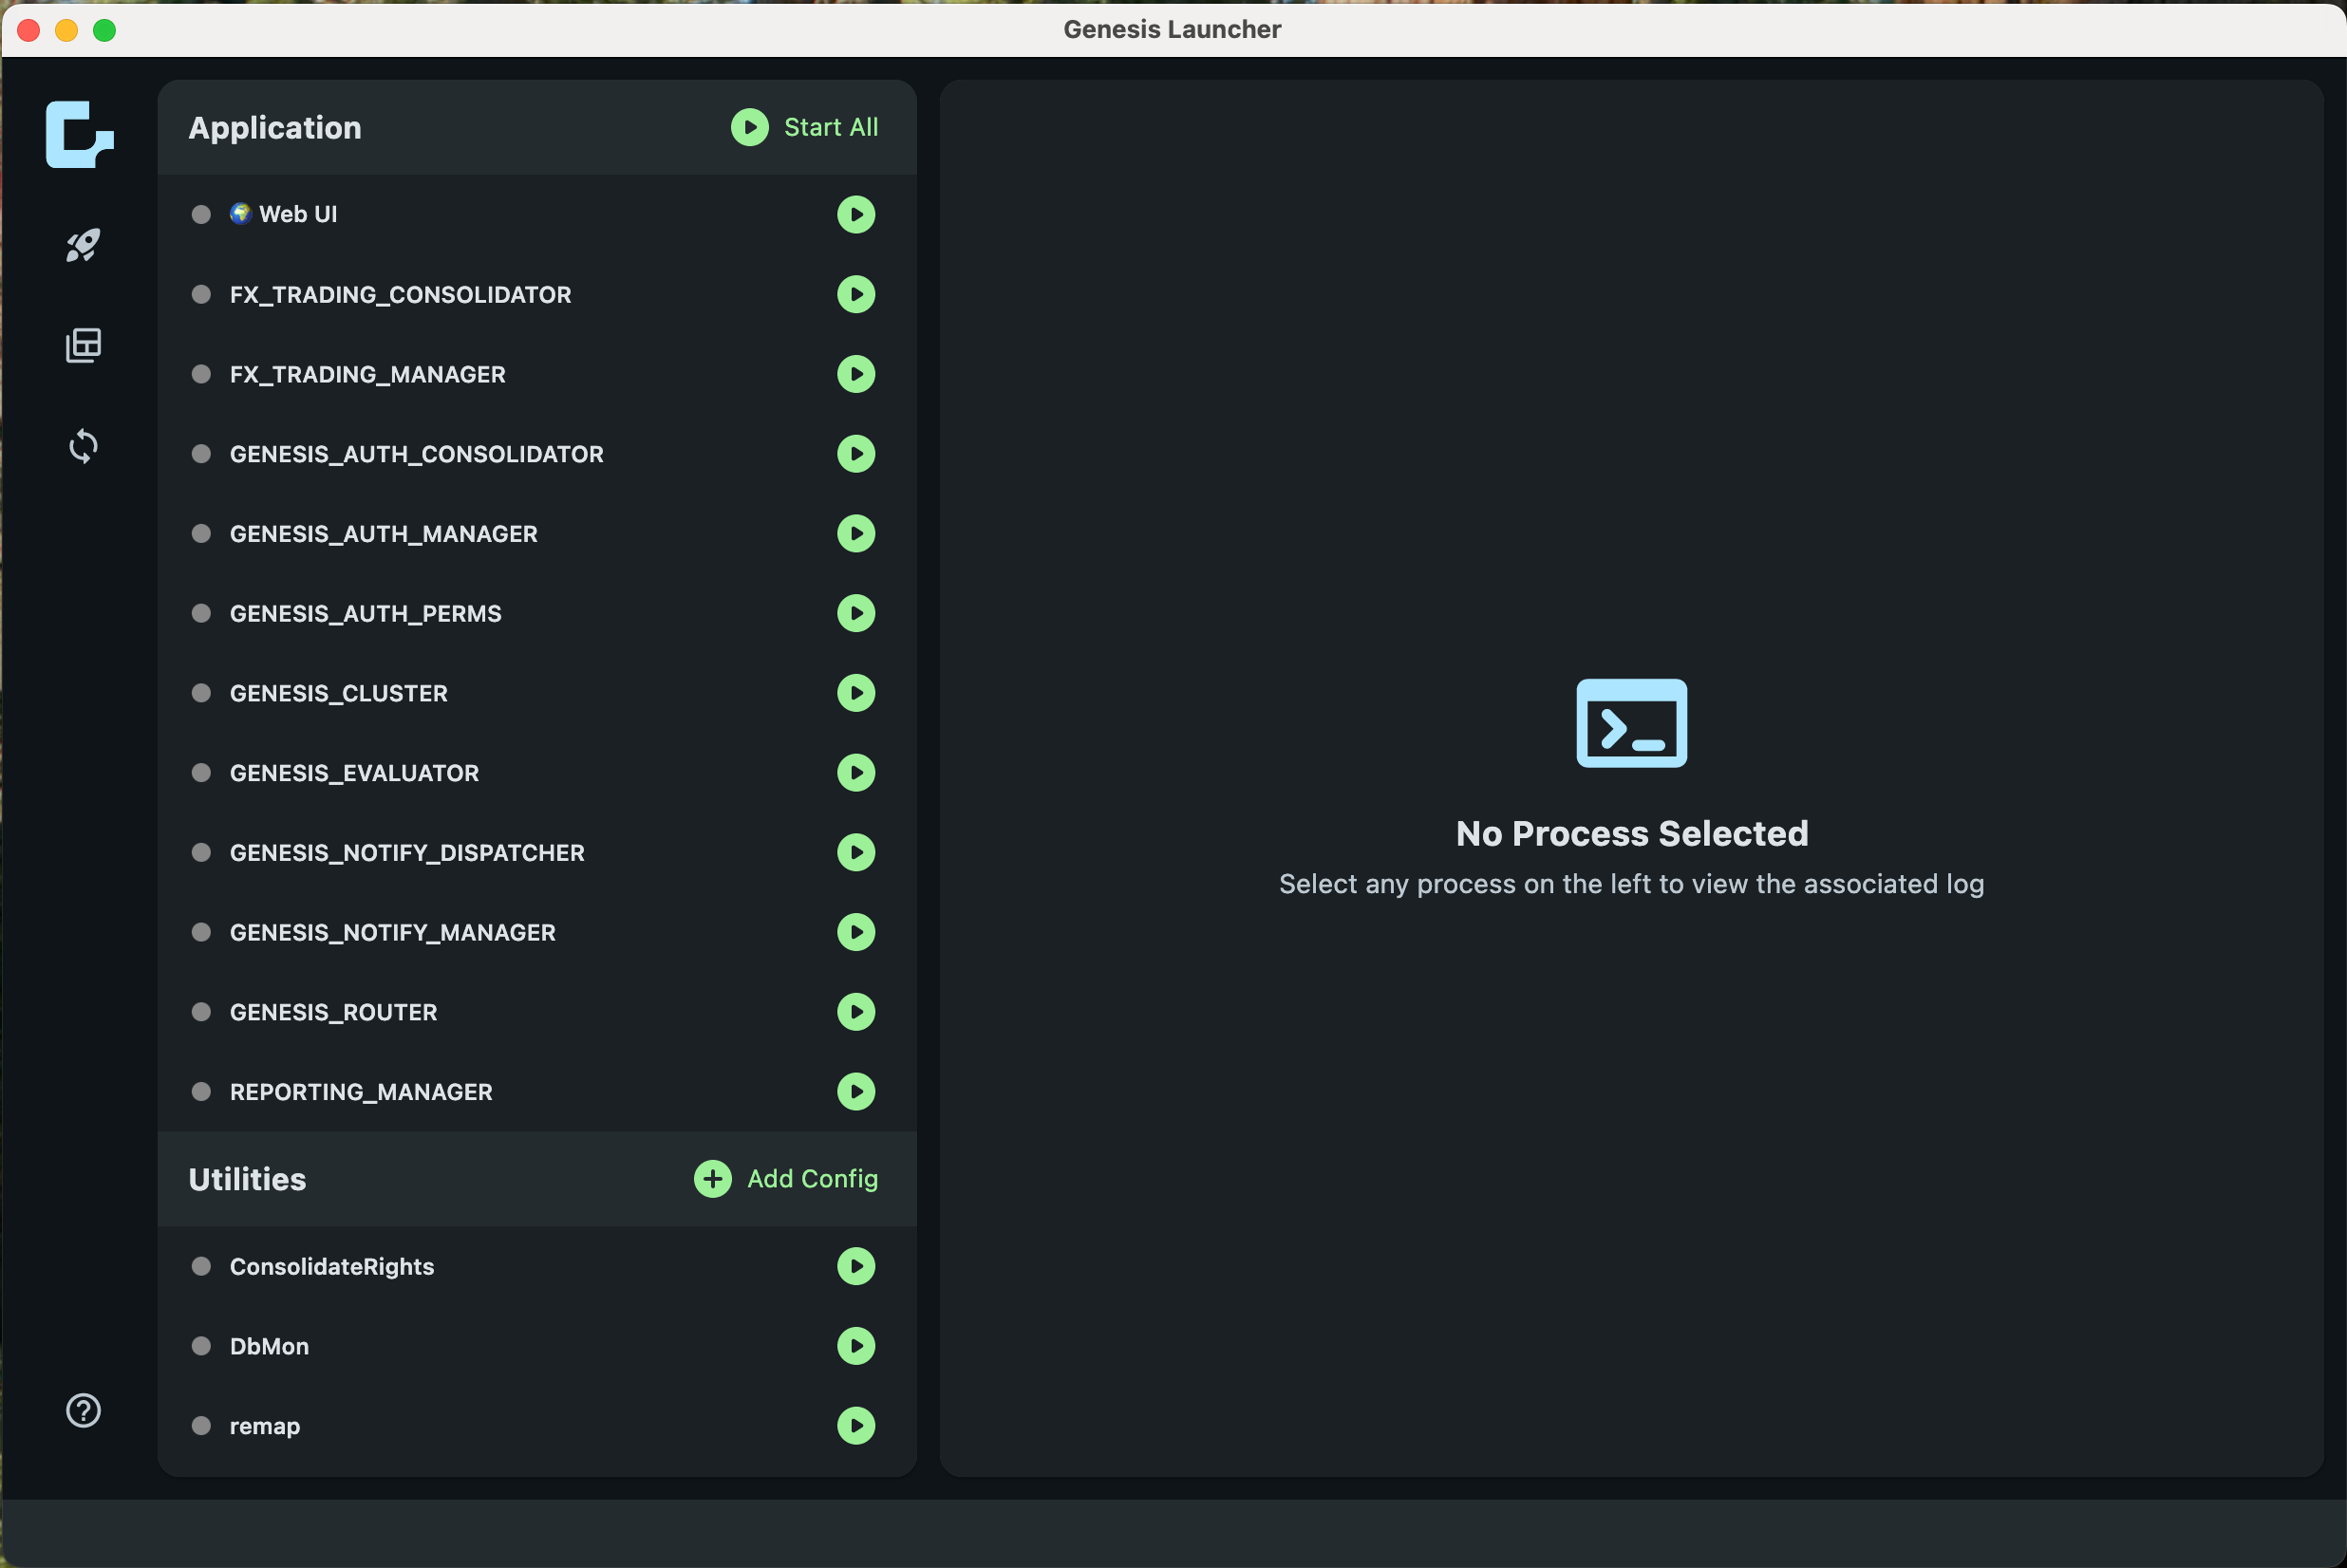 Genesis Launcher
Application
Start All
Web UI
FX_TRADING_CONSOLIDATOR
FX_TRADING_MANAGER
GENESIS_AUTH_CONSOLIDATOR
GENESIS_AUTH_MANAGER
GENESIS_AUTH_PERMS
GENESIS_CLUSTER
GENESIS_EVALUATOR
GENESIS_NOTIFY_DISPATCHER
GENESIS_NOTIFY_MANAGER
GENESIS_ROUTER
REPORTING_MANAGER
Utilities
Add Config
ConsolidateRights
DbMon
remap
No Process Selected
Select any process on the left to view the associated log